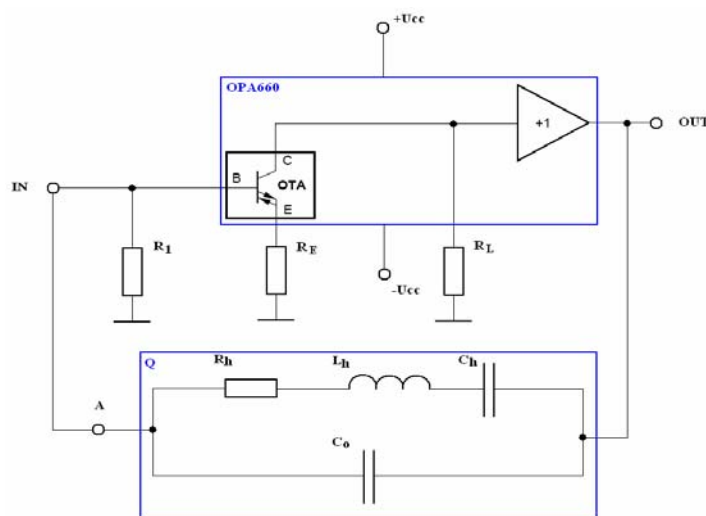 +Ucc
OPA660
+1
OUT
C
B
OTA
IN
E
R1
RE
RL
-Ucc
Q
Rh
Lh
Ch
A
Co